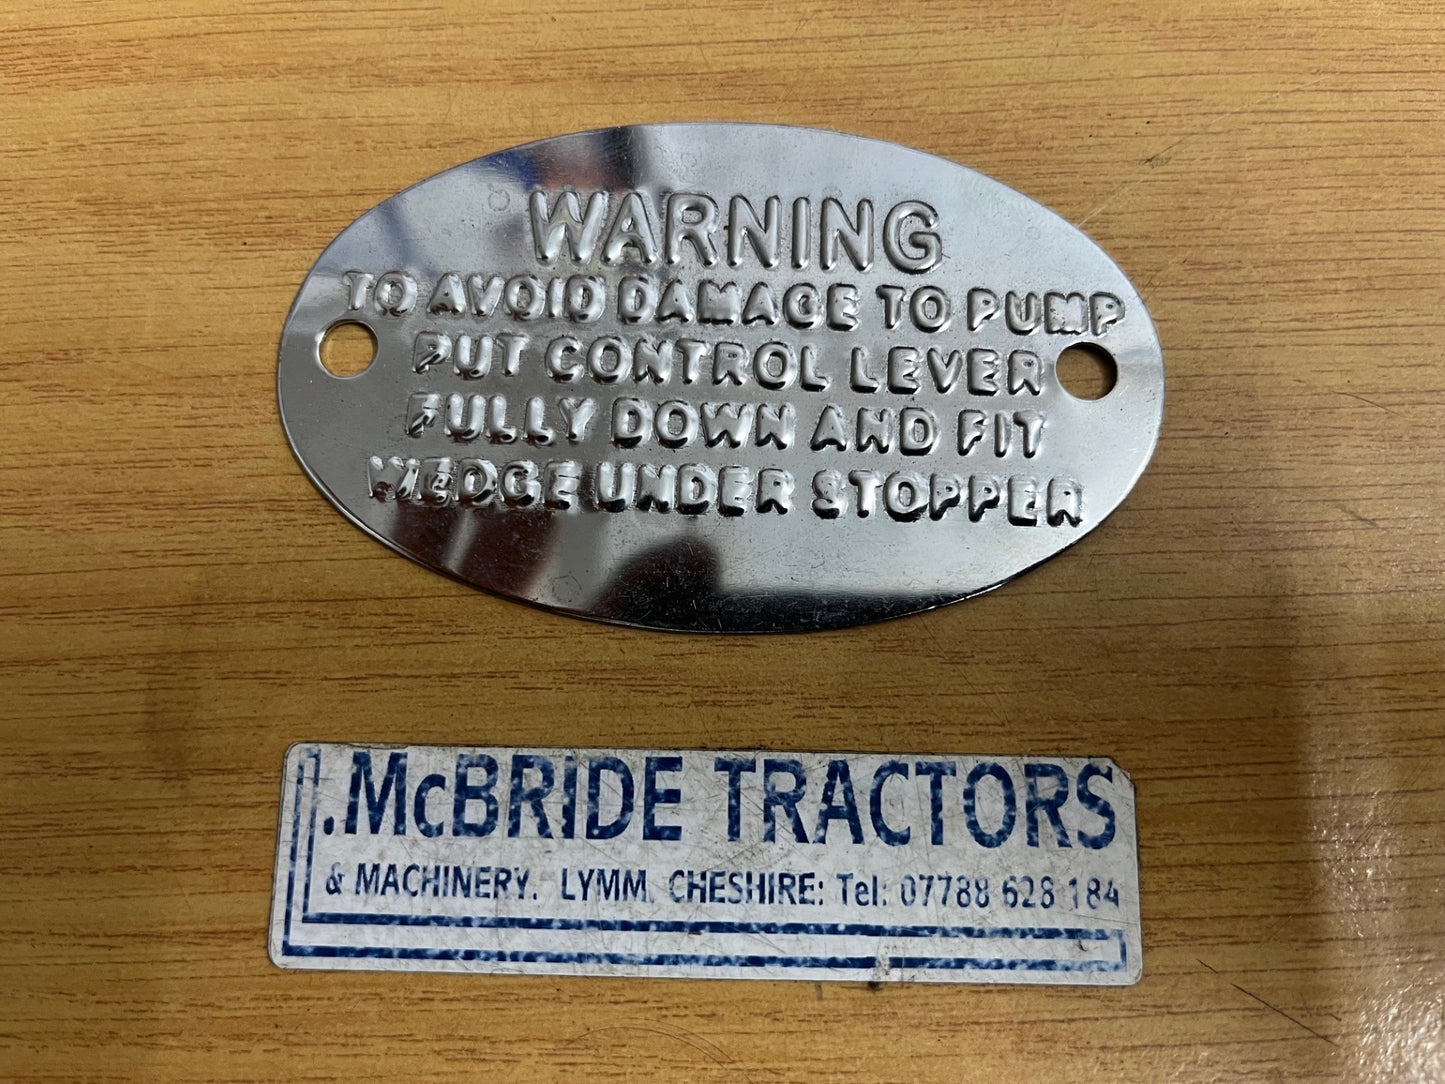 WARNING
TO AVOID DAMAGE TO PUMP
PUT CONTROL LEVER
FULLY DOWN AND FIT
WEDGE UNDER STOPPER
.McBRIDE TRACTORS
& MACHINERY. LYMM. CHESHIRE: Tel: 07788 628 184